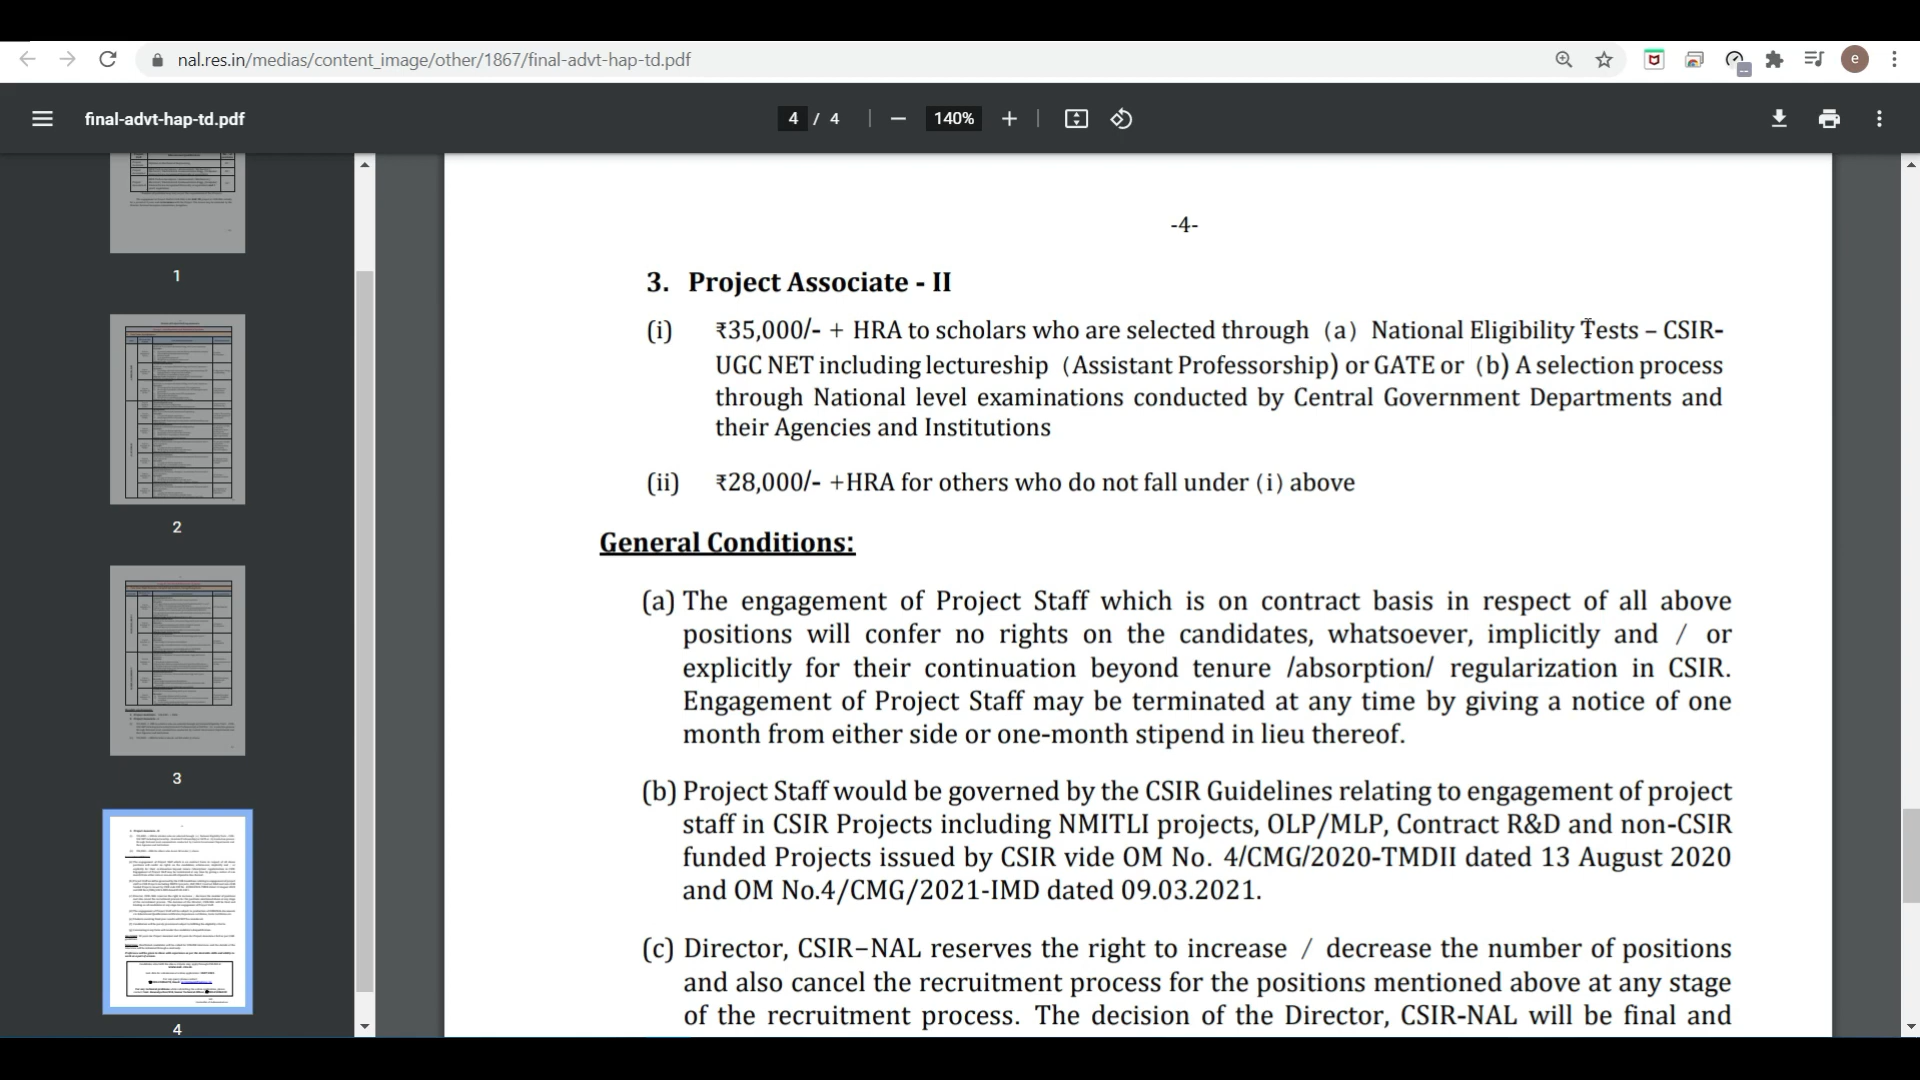 nal.res.in/medias/content_image/other/1867/final-advt-hap-td.pdf
e
final-advt-hap-td.pdf
4 / 4
140%
1
2
3
4
-4-
3. Project Associate - II
(i) ₹35,000/- + HRA to scholars who are selected through (a) National Eligibility Tests – CSIR-
UGC NET including lectureship (Assistant Professorship) or GATE or (b) A selection process
through National level examinations conducted by Central Government Departments and
their Agencies and Institutions
(ii) ₹28,000/- +HRA for others who do not fall under (i) above
General Conditions:
(a) The engagement of Project Staff which is on contract basis in respect of all above
positions will confer no rights on the candidates, whatsoever, implicitly and / or
explicitly for their continuation beyond tenure /absorption/ regularization in CSIR.
Engagement of Project Staff may be terminated at any time by giving a notice of one
month from either side or one-month stipend in lieu thereof.
(b) Project Staff would be governed by the CSIR Guidelines relating to engagement of project
staff in CSIR Projects including NMITLI projects, OLP/MLP, Contract R&D and non-CSIR
funded Projects issued by CSIR vide OM No. 4/CMG/2020-TMDII dated 13 August 2020
and OM No.4/CMG/2021-IMD dated 09.03.2021.
(c) Director, CSIR–NAL reserves the right to increase / decrease the number of positions
and also cancel the recruitment process for the positions mentioned above at any stage
of the recruitment process. The decision of the Director, CSIR-NAL will be final and